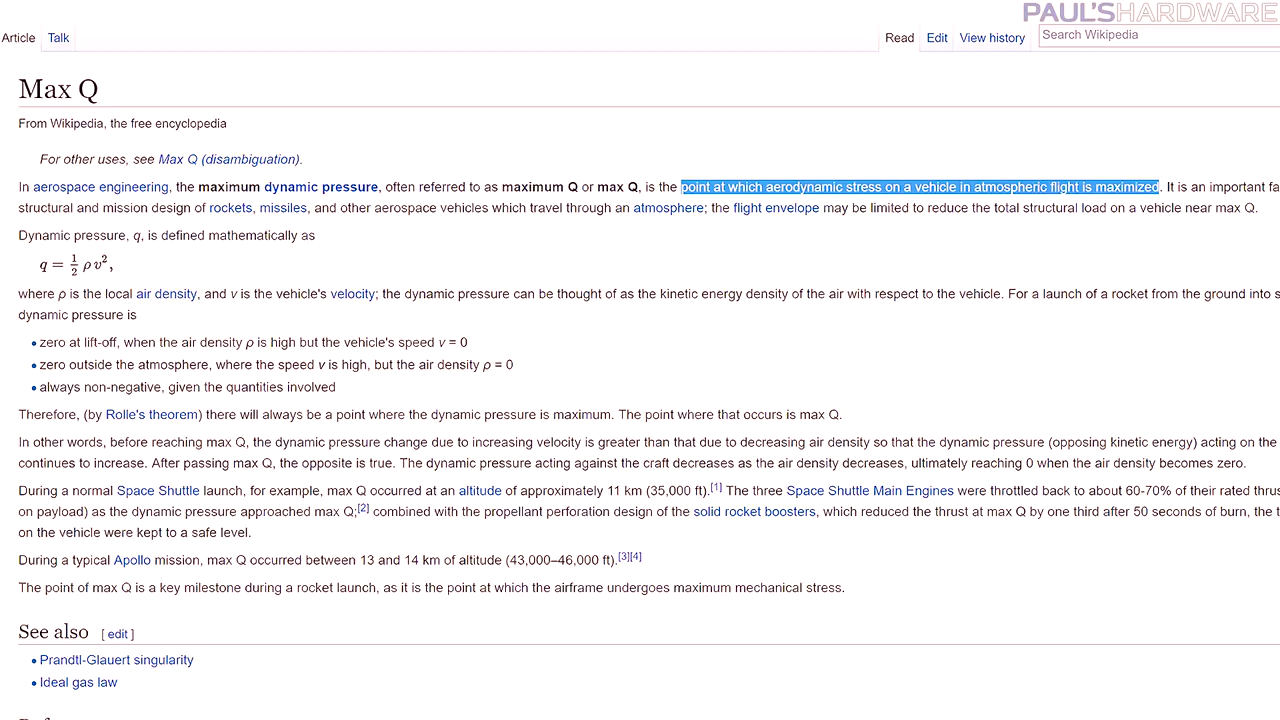 PAUL'SHARDWARE
Article Talk Read Edit View history Search Wikipedia
Max Q
From Wikipedia, the free encyclopedia
For other uses, see Max Q (disambiguation).
In aerospace engineering, the maximum dynamic pressure, often referred to as maximum Q or max Q, is the point at which aerodynamic stress on a vehicle in atmospheric flight is maximized. It is an important fa
structural and mission design of rockets, missiles, and other aerospace vehicles which travel through an atmosphere; the flight envelope may be limited to reduce the total structural load on a vehicle near max Q.
Dynamic pressure, q, is defined mathematically as
q = 1/2 ρ v²,
where ρ is the local air density, and v is the vehicle's velocity; the dynamic pressure can be thought of as the kinetic energy density of the air with respect to the vehicle. For a launch of a rocket from the ground into s
dynamic pressure is
• zero at lift-off, when the air density ρ is high but the vehicle's speed v = 0
• zero outside the atmosphere, where the speed v is high, but the air density ρ = 0
• always non-negative, given the quantities involved
Therefore, (by Rolle's theorem) there will always be a point where the dynamic pressure is maximum. The point where that occurs is max Q.
In other words, before reaching max Q, the dynamic pressure change due to increasing velocity is greater than that due to decreasing air density so that the dynamic pressure (opposing kinetic energy) acting on the
continues to increase. After passing max Q, the opposite is true. The dynamic pressure acting against the craft decreases as the air density decreases, ultimately reaching 0 when the air density becomes zero.
During a normal Space Shuttle launch, for example, max Q occurred at an altitude of approximately 11 km (35,000 ft).[1] The three Space Shuttle Main Engines were throttled back to about 60-70% of their rated thrus
on payload) as the dynamic pressure approached max Q;[2] combined with the propellant perforation design of the solid rocket boosters, which reduced the thrust at max Q by one third after 50 seconds of burn, the t
on the vehicle were kept to a safe level.
During a typical Apollo mission, max Q occurred between 13 and 14 km of altitude (43,000–46,000 ft).[3][4]
The point of max Q is a key milestone during a rocket launch, as it is the point at which the airframe undergoes maximum mechanical stress.
See also [ edit ]
• Prandtl-Glauert singularity
• Ideal gas law